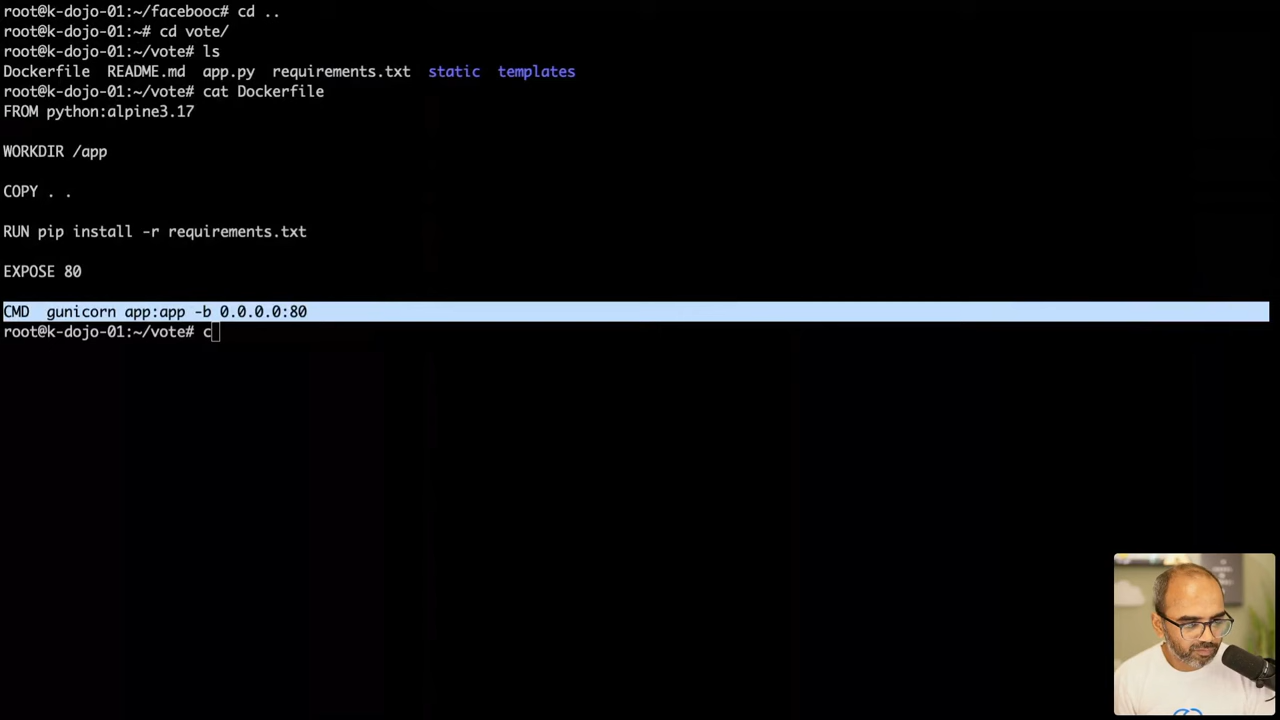 root@k-dojo-01:~/facebooc# cd ..
root@k-dojo-01:~# cd vote/
root@k-dojo-01:~/vote# ls
Dockerfile  README.md  app.py  requirements.txt  static  templates
root@k-dojo-01:~/vote# cat Dockerfile
FROM python:alpine3.17
WORKDIR /app
COPY . .
RUN pip install -r requirements.txt
EXPOSE 80
CMD  gunicorn app:app -b 0.0.0.0:80
root@k-dojo-01:~/vote# c